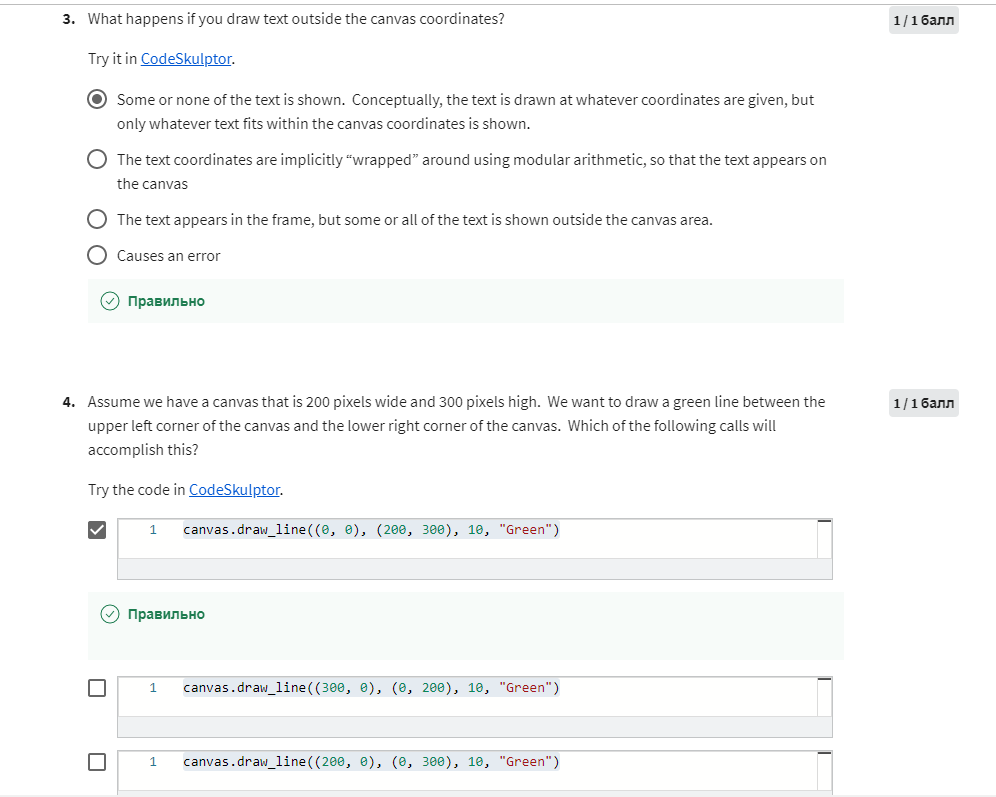 3. What happens if you draw text outside the canvas coordinates?
1 / 1 балл
Try it in CodeSkulptor.
Some or none of the text is shown. Conceptually, the text is drawn at whatever coordinates are given, but
only whatever text fits within the canvas coordinates is shown.
The text coordinates are implicitly “wrapped” around using modular arithmetic, so that the text appears on
the canvas
The text appears in the frame, but some or all of the text is shown outside the canvas area.
Causes an error
Правильно
4. Assume we have a canvas that is 200 pixels wide and 300 pixels high. We want to draw a green line between the
1 / 1 балл
upper left corner of the canvas and the lower right corner of the canvas. Which of the following calls will
accomplish this?
Try the code in CodeSkulptor.
1 canvas.draw_line((0, 0), (200, 300), 10, "Green")
Правильно
1 canvas.draw_line((300, 0), (0, 200), 10, "Green")
1 canvas.draw_line((200, 0), (0, 300), 10, "Green")